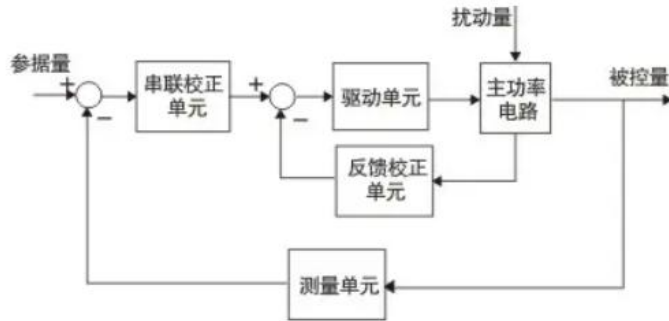 扰动量
参据量
+
−
串联校正
单元
+
−
驱动单元
主功率
电路
被控量
反馈校正
单元
测量单元